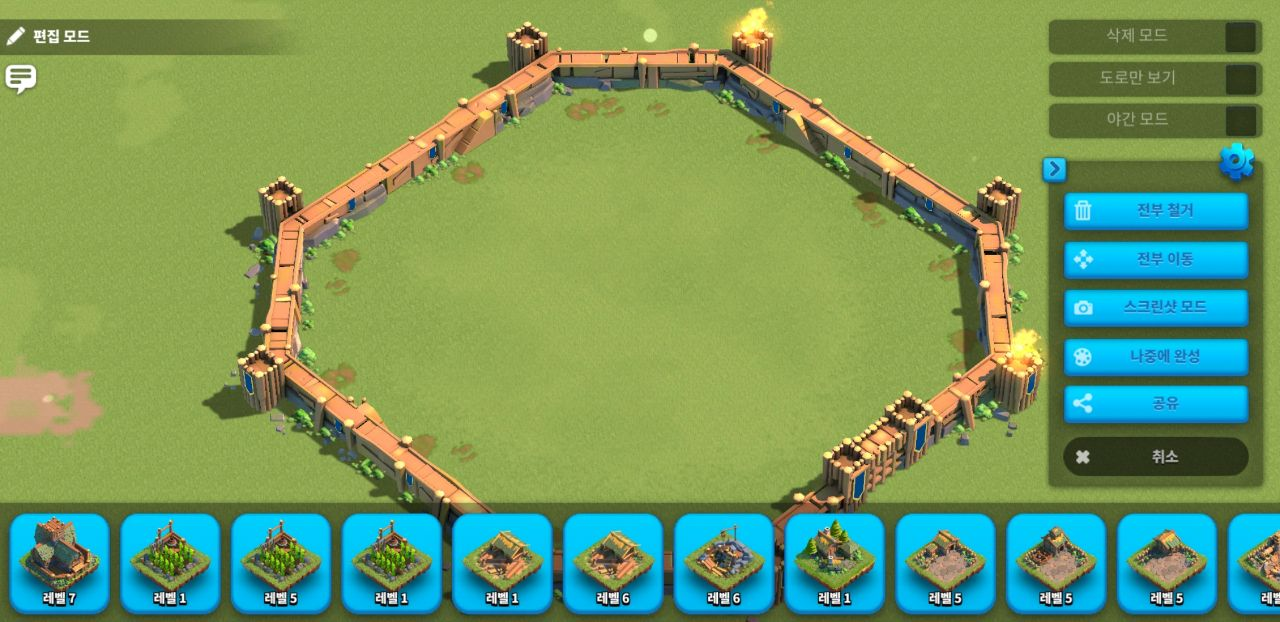 편집 모드
삭제 모드
도로만 보기
야간 모드
전부 철거
전부 이동
스크린샷 모드
나중에 완성
공유
취소
레벨 7
레벨 1
레벨 5
레벨 1
레벨 1
레벨 6
레벨 6
레벨 1
레벨 5
레벨 5
레벨 5